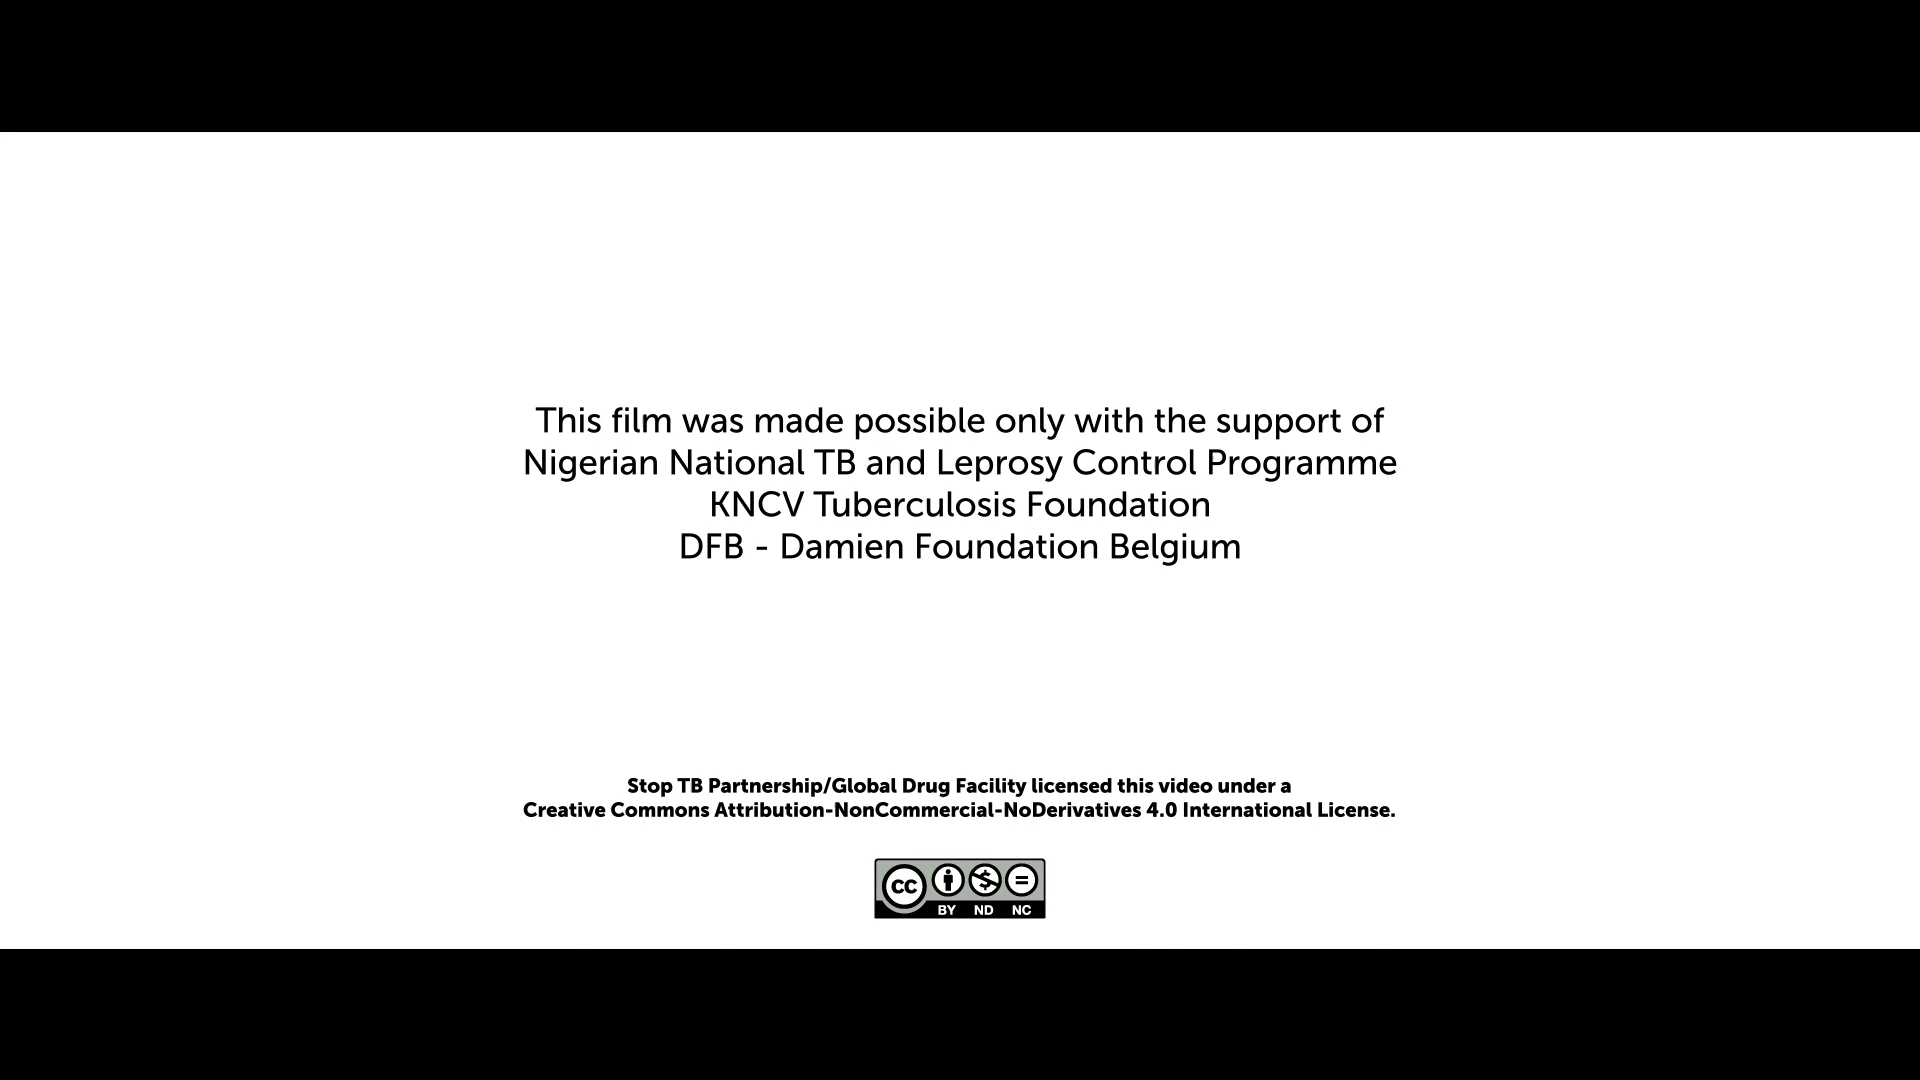 This film was made possible only with the support of
Nigerian National TB and Leprosy Control Programme
KNCV Tuberculosis Foundation
DFB - Damien Foundation Belgium
Stop TB Partnership/Global Drug Facility licensed this video under a
Creative Commons Attribution-NonCommercial-NoDerivatives 4.0 International License.
cc $ =
BY ND NC